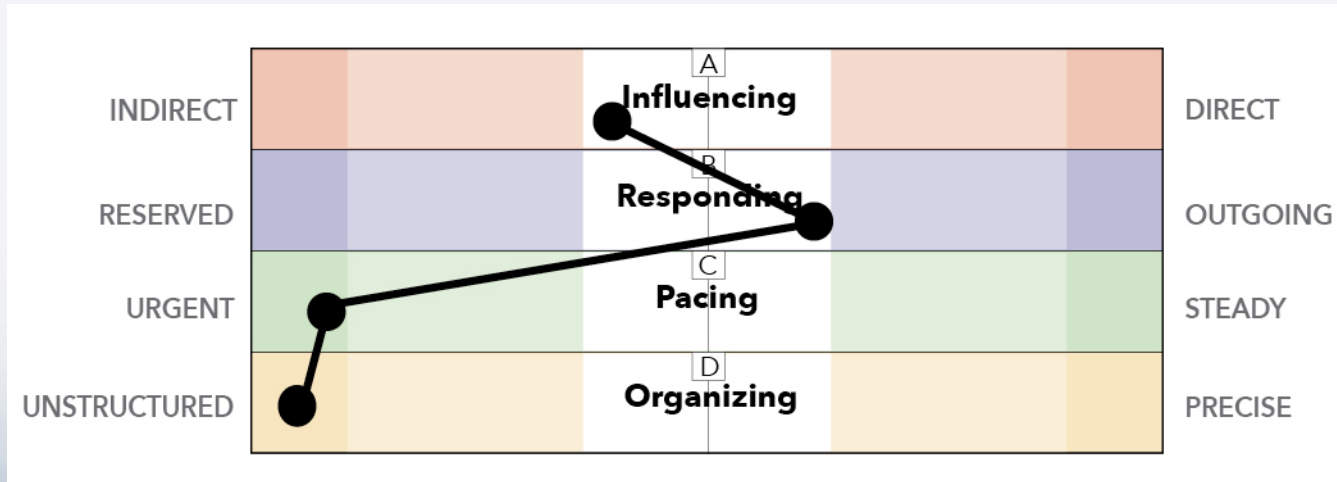 A
Influencing
INDIRECT
DIRECT
B
Responding
RESERVED
OUTGOING
C
Pacing
URGENT
STEADY
D
Organizing
UNSTRUCTURED
PRECISE